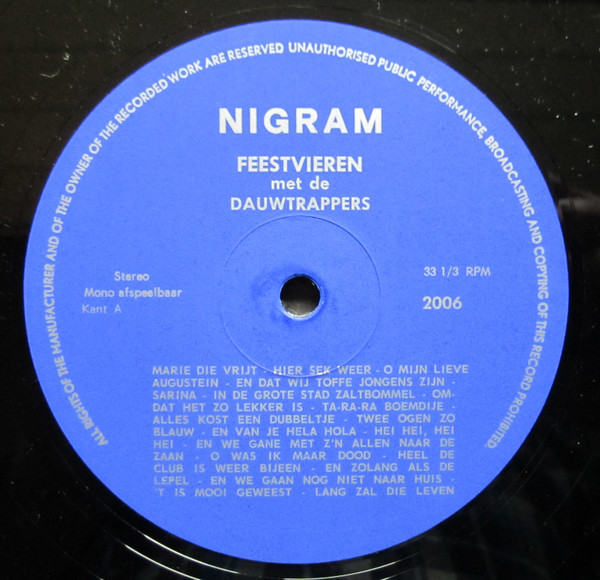 ALL RIGHTS OF THE MANUFACTURER AND OF THE OWNER OF THE RECORDED WORK ARE RESERVED UNAUTHORISED PUBLIC PERFORMANCE, BROADCASTING AND COPYING OF THIS RECORD PROHIBITED.
NIGRAM
FEESTVIEREN
met de
DAUWTRAPPERS
Stereo
Mono afspeelbaar
Kant A
33 1/3 RPM
2006
MARIE DIE VRIJT - HIER SEK WEER - O MIJN LIEVE
AUGUSTEIN - EN DAT WIJ TOFFE JONGENS ZIJN -
SARINA - IN DE GROTE STAD ZALTBOMMEL - OM-
DAT HET ZO LEKKER IS - TA-RA-RA BOEMDIJE -
ALLES KOST EEN DUBBELTJE - TWEE OGEN ZO
BLAUW - EN VAN JE HELA HOLA - HEI HEI, HEI
HEI - EN WE GANE MET Z'N ALLEN NAAR DE
ZAAN - O WAS IK MAAR DOOD - HEEL DE
CLUB IS WEER BIJEEN - EN ZOLANG ALS DE
LEPEL - EN WE GAAN NOG NIET NAAR HUIS -
'T IS MOOI GEWEEST - LANG ZAL DIE LEVEN